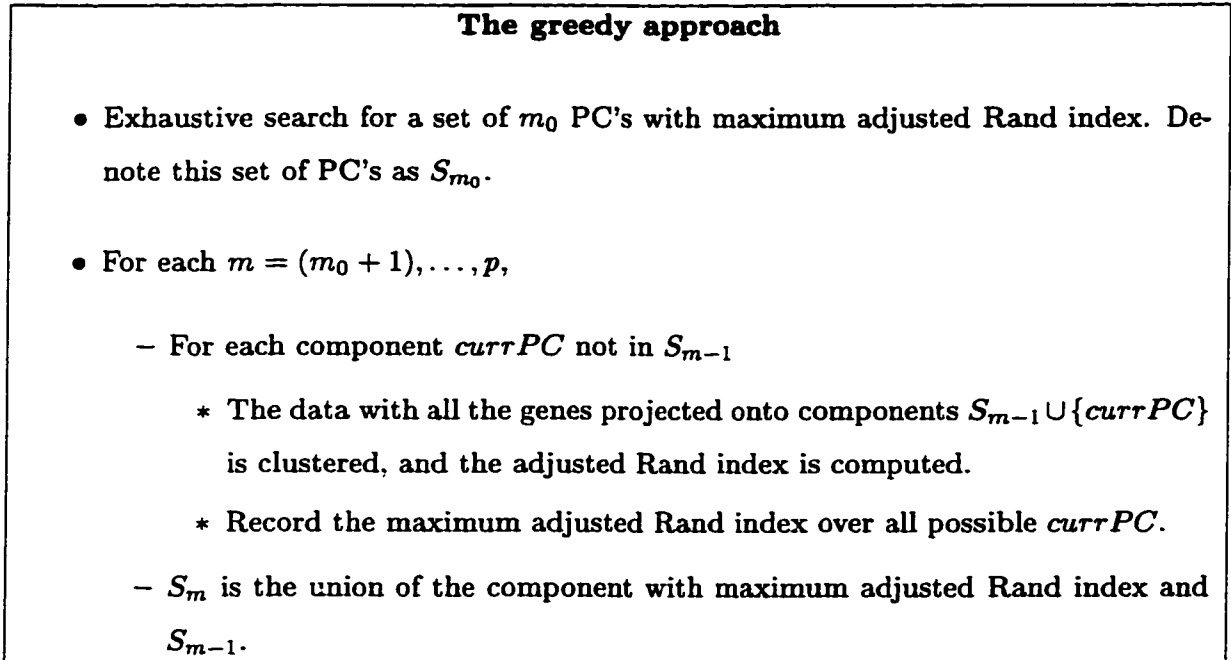 The greedy approach
• Exhaustive search for a set of m₀ PC's with maximum adjusted Rand index. De-
note this set of PC's as Sₘ₀.
• For each m = (m₀ + 1), . . . , p,
– For each component currPC not in Sₘ₋₁
* The data with all the genes projected onto components Sₘ₋₁ ∪ {currPC}
is clustered, and the adjusted Rand index is computed.
* Record the maximum adjusted Rand index over all possible currPC.
– Sₘ is the union of the component with maximum adjusted Rand index and
Sₘ₋₁.